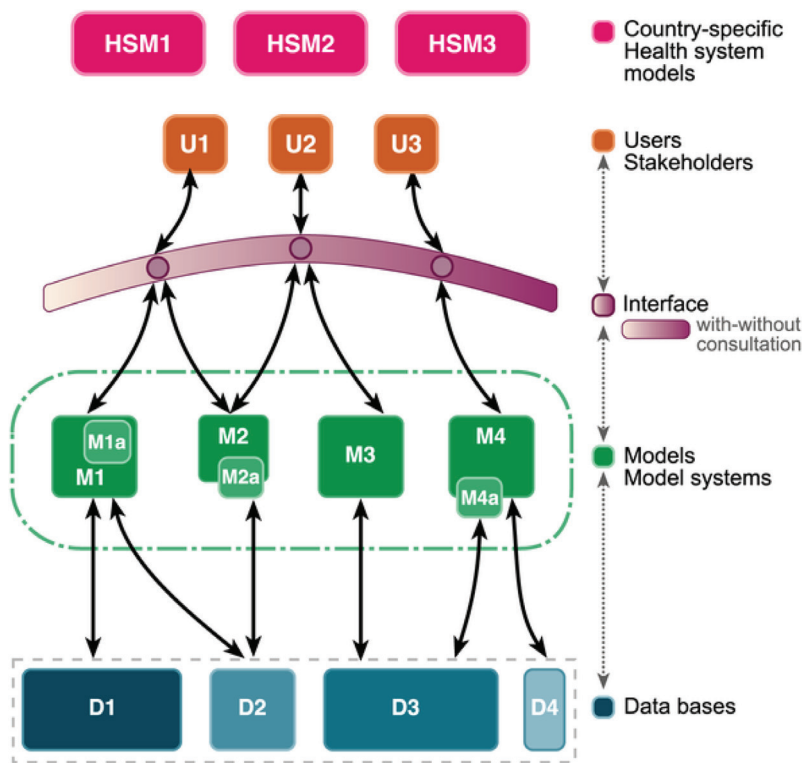 HSM1
HSM2
HSM3
Country-specific
Health system
models
U1
U2
U3
Users
Stakeholders
Interface
with-without
consultation
M1a
M1
M2
M2a
M3
M4
M4a
Models
Model systems
D1
D2
D3
D4
Data bases